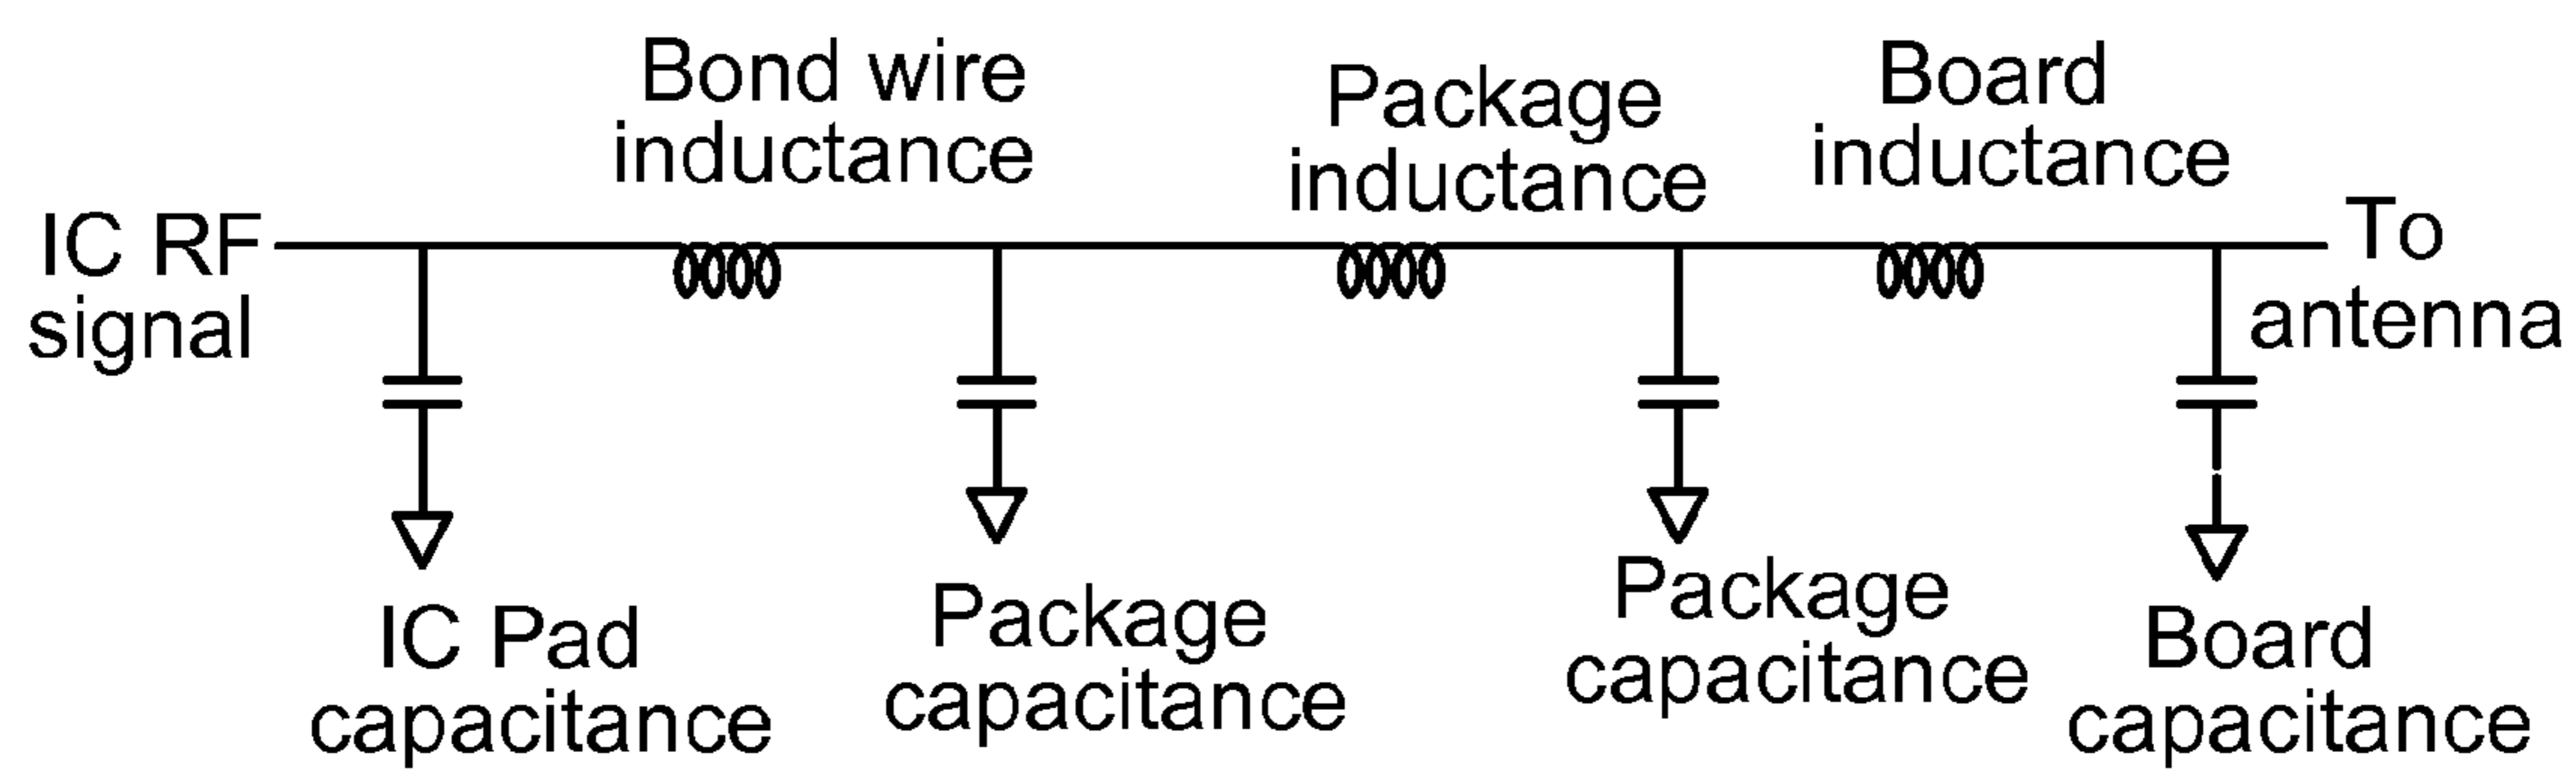 Bond wire
inductance
Package
inductance
Board
inductance
IC RF
signal
To
antenna
IC Pad
capacitance
Package
capacitance
Package
capacitance
Board
capacitance